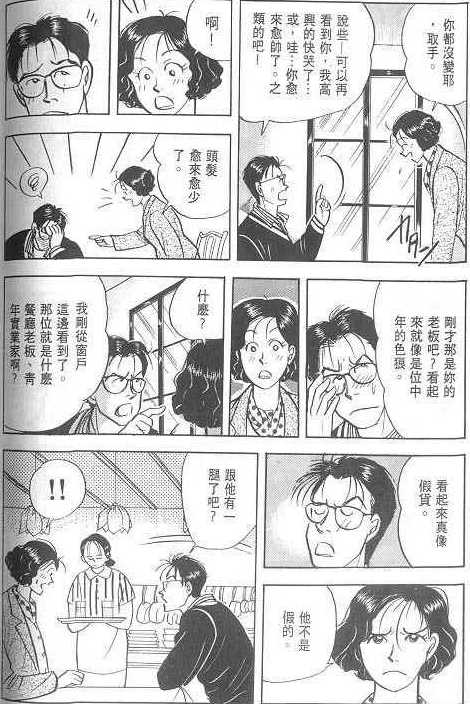 你都沒變耶
，取手。
說些…可以再
看到你，我高
興的快哭了…
或，哇…你愈
來愈帥了。之
類的吧！
ガタン
啊！
頭髮
愈來愈少
了。
剛才那是妳的
老板吧？看起
來就像是位中
年的色狼。
什麼？
我剛從窗戶
這邊看到了。
那位就是什麼
餐廳老板、青
年實業家啊？
看起來真像
假貨。
他不是
假的。
跟他有一
腿了吧？
！！